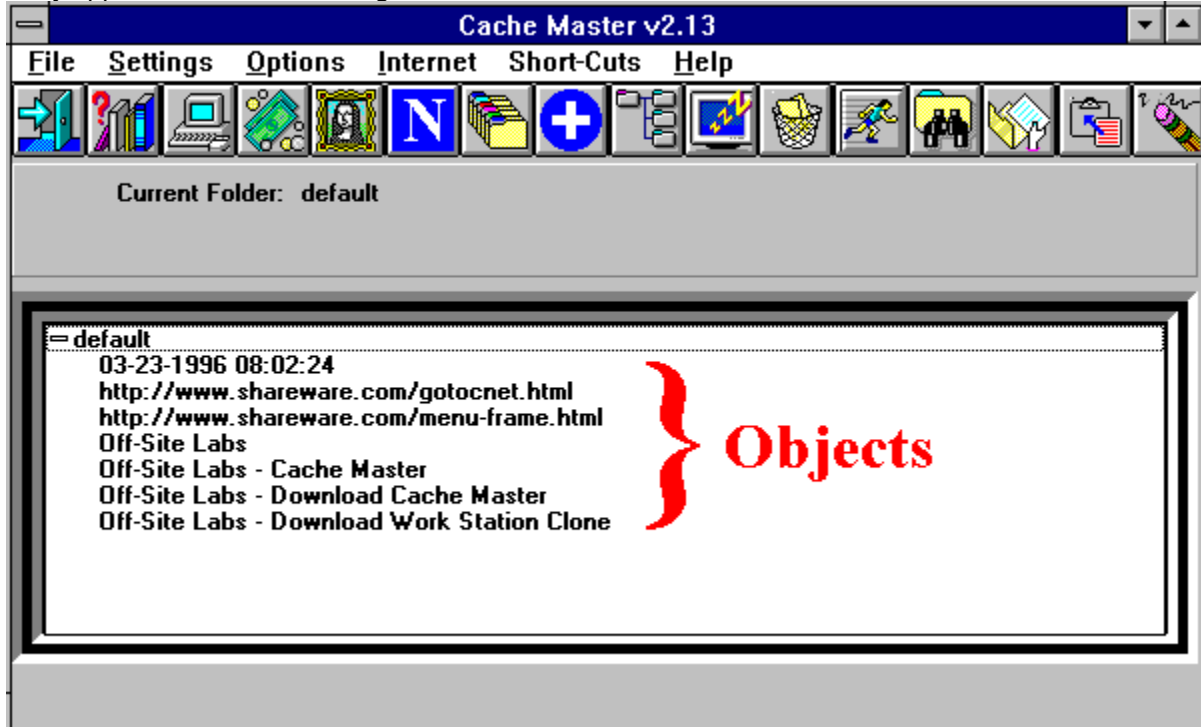 Cache Master v2.13
File Settings Options Internet Short-Cuts Help
N
Current Folder: default
default
03-23-1996 08:02:24
http://www.shareware.com/gotocnet.html
http://www.shareware.com/menu-frame.html
Off-Site Labs
Off-Site Labs - Cache Master
Off-Site Labs - Download Cache Master
Off-Site Labs - Download Work Station Clone
Objects